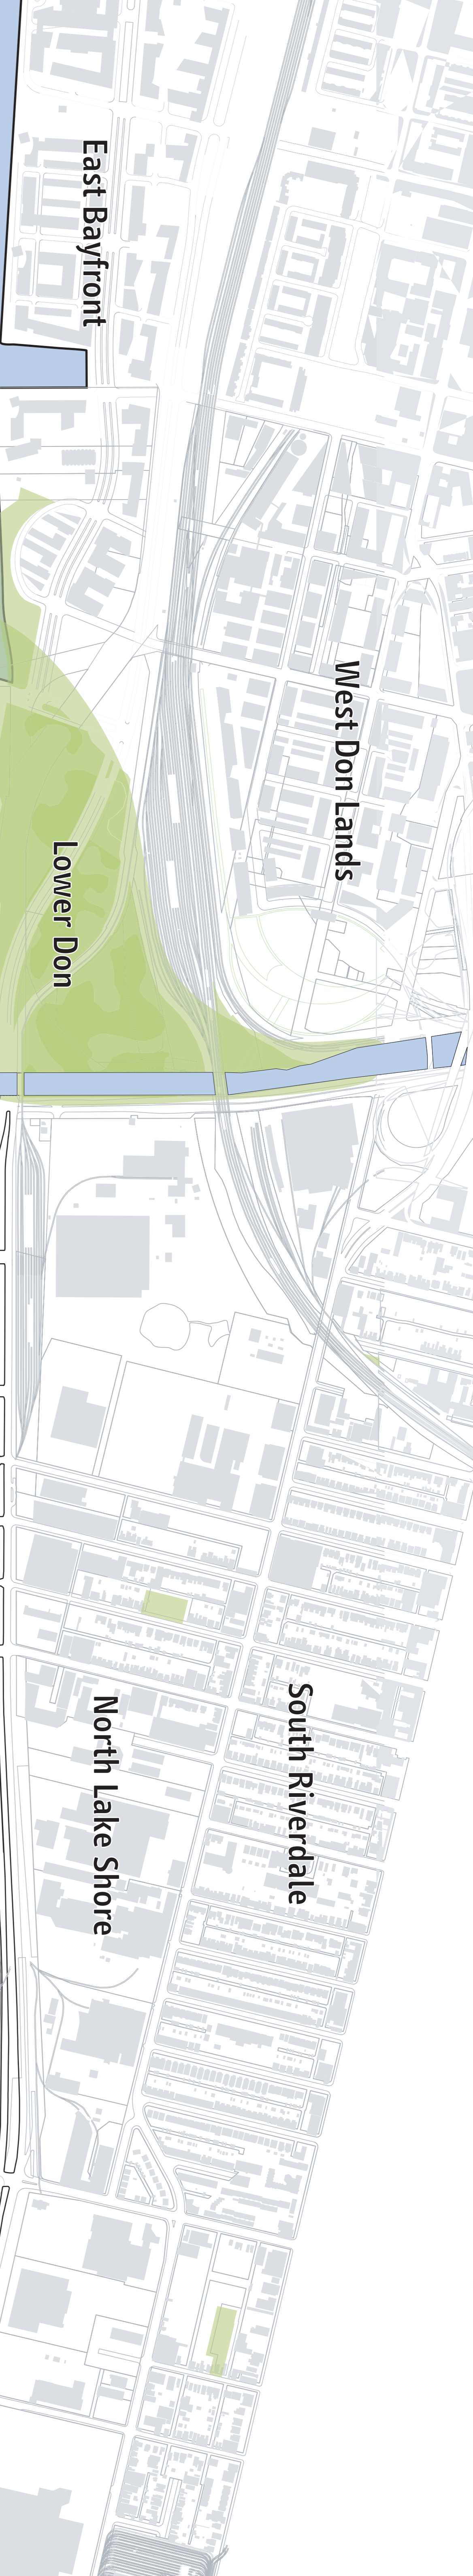 East Bayfront
West Don Lands
Lower Don
South Riverdale
North Lake Shore